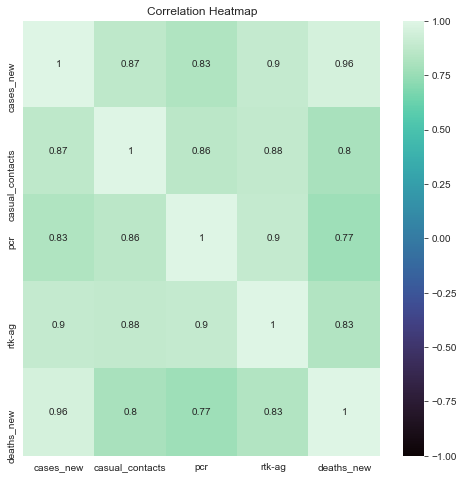 Correlation Heatmap
cases_new
1 0.87 0.83 0.9 0.96
casual_contacts
0.87 1 0.86 0.88 0.8
pcr
0.83 0.86 1 0.9 0.77
rtk-ag
0.9 0.88 0.9 1 0.83
deaths_new
0.96 0.8 0.77 0.83 1
cases_new casual_contacts pcr rtk-ag deaths_new
1.00
0.75
0.50
0.25
0.00
−0.25
−0.50
−0.75
−1.00